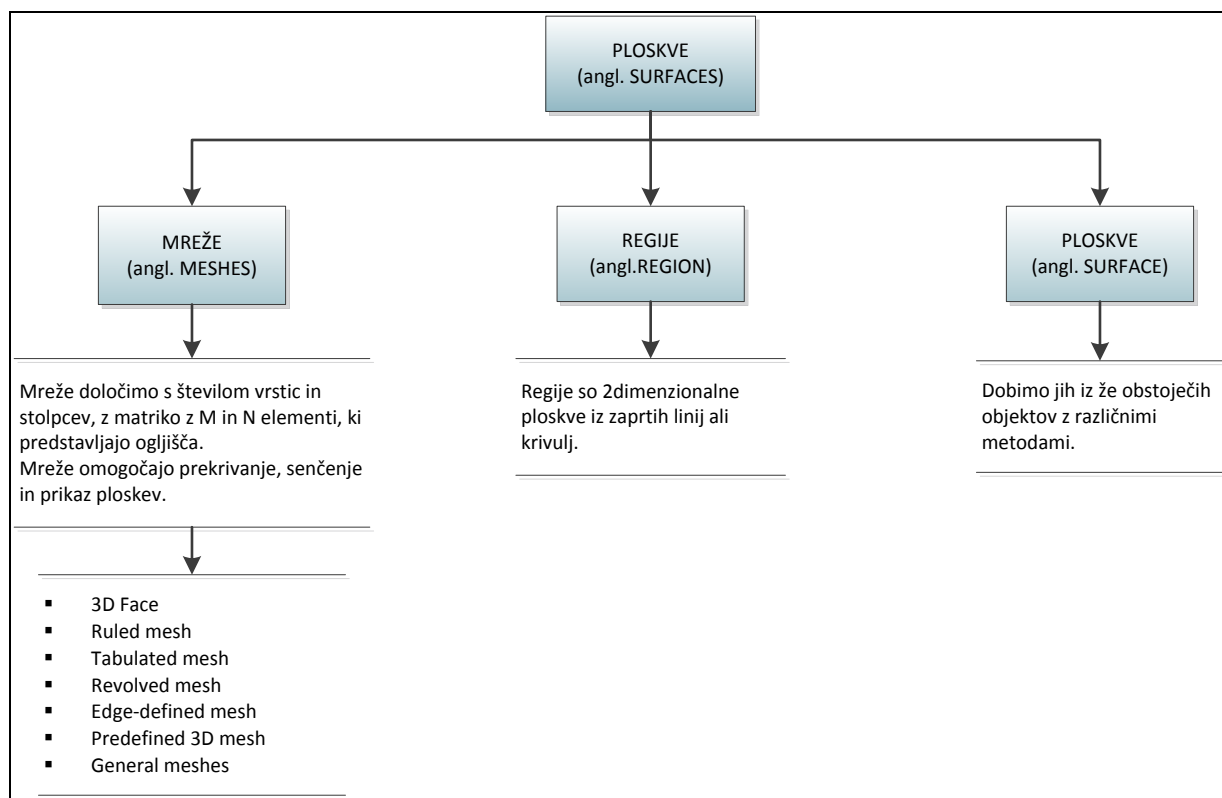 PLOSKVE
(angl. SURFACES)
MREŽE
(angl. MESHES)
REGIJE
(angl.REGION)
PLOSKVE
(angl. SURFACE)
Mreže določimo s številom vrstic in
stolpcev, z matriko z M in N elementi, ki
predstavljajo ogljišča.
Mreže omogočajo prekrivanje, senčenje
in prikaz ploskev.
Regije so 2dimenzionalne
ploskve iz zaprtih linij ali
krivulj.
Dobimo jih iz že obstoječih
objektov z različnimi
metodami.
▪ 3D Face
▪ Ruled mesh
▪ Tabulated mesh
▪ Revolved mesh
▪ Edge-defined mesh
▪ Predefined 3D mesh
▪ General meshes